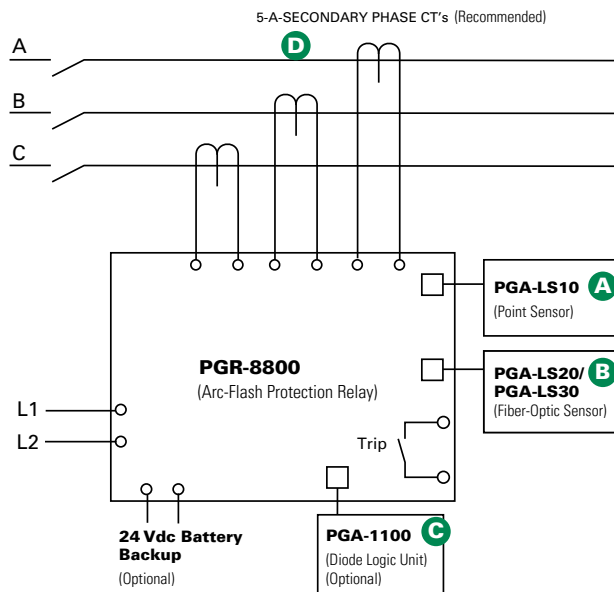 5-A-SECONDARY PHASE CT's (Recommended)
D
A
B
C
PGR-8800
(Arc-Flash Protection Relay)
PGA-LS10 A
(Point Sensor)
PGA-LS20/ B
PGA-LS30
(Fiber-Optic Sensor)
L1
L2
Trip
24 Vdc Battery
Backup
(Optional)
PGA-1100 C
(Diode Logic Unit)
(Optional)